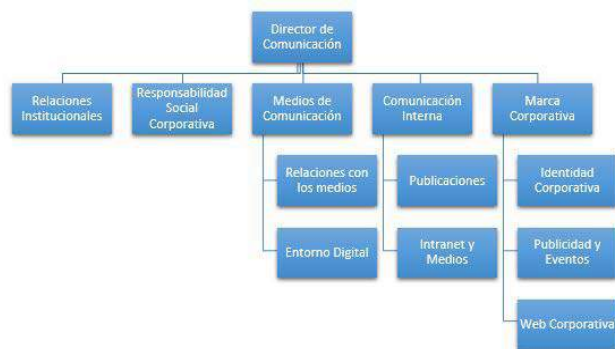 Director de
Comunicación
Relaciones
Institucionales
Responsabilidad
Social
Corporativa
Medios de
Comunicación
Comunicación
Interna
Marca
Corporativa
Relaciones con
los medios
Publicaciones
Identidad
Corporativa
Entorno Digital
Intranet y
Medios
Publicidad y
Eventos
Web Corporativa